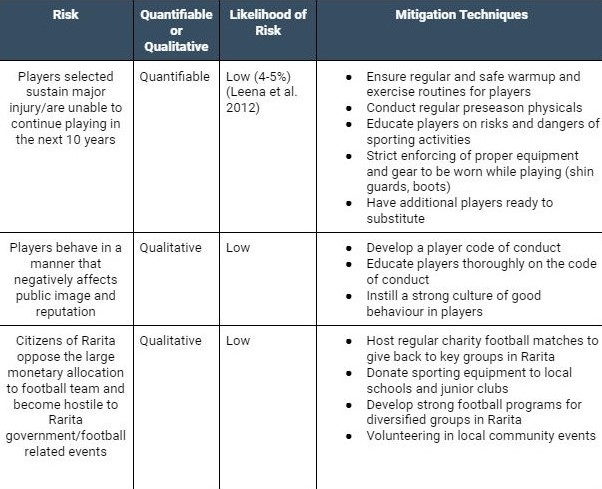 Risk
Quantifiable
or
Qualitative
Likelihood of
Risk
Mitigation Techniques
Players selected
sustain major
injury/are unable to
continue playing in
the next 10 years
Quantifiable
Low (4-5%)
(Leena et al.
2012)
● Ensure regular and safe warmup and
exercise routines for players
● Conduct regular preseason physicals
● Educate players on risks and dangers of
sporting activities
● Strict enforcing of proper equipment
and gear to be worn while playing (shin
guards, boots)
● Have additional players ready to
substitute
Players behave in a
manner that
negatively affects
public image and
reputation
Qualitative
Low
● Develop a player code of conduct
● Educate players thoroughly on the code
of conduct
● Instill a strong culture of good
behaviour in players
Citizens of Rarita
oppose the large
monetary allocation
to football team and
become hostile to
Rarita
government/football
related events
Qualitative
Low
● Host regular charity football matches to
give back to key groups in Rarita
● Donate sporting equipment to local
schools and junior clubs
● Develop strong football programs for
diversified groups in Rarita
● Volunteering in local community events